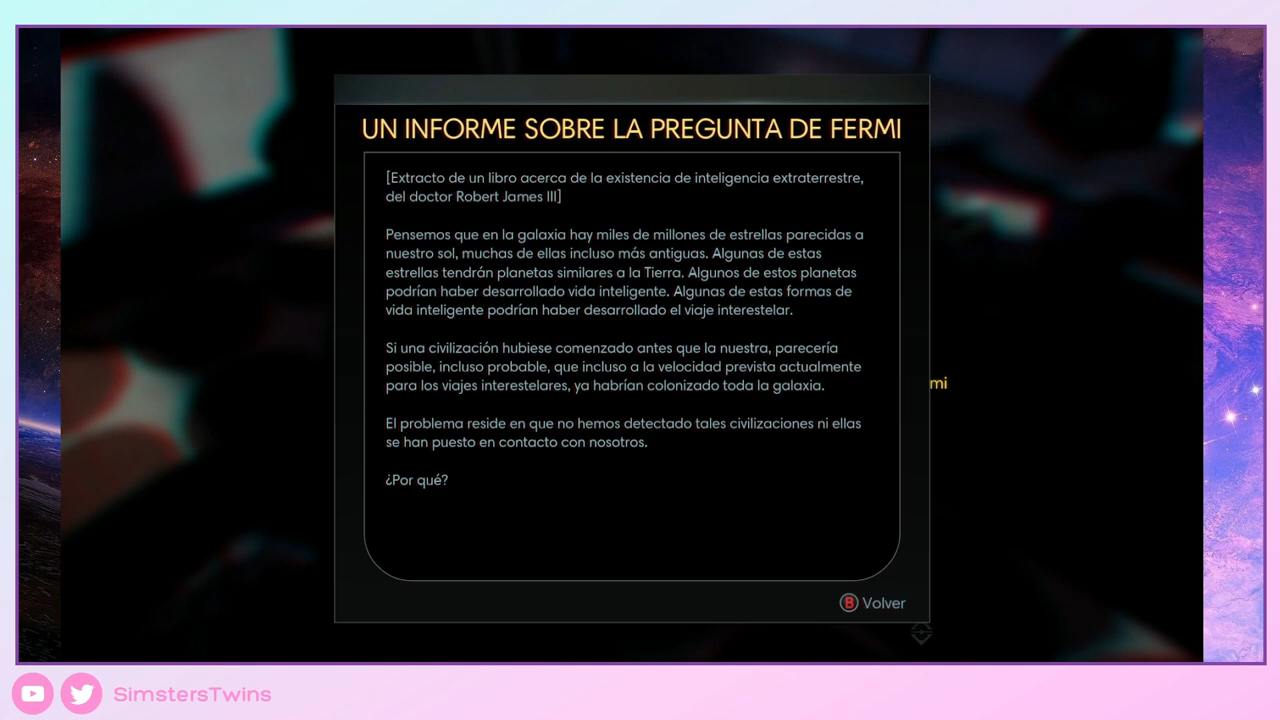 UN INFORME SOBRE LA PREGUNTA DE FERMI
[Extracto de un libro acerca de la existencia de inteligencia extraterrestre,
del doctor Robert James III]
Pensemos que en la galaxia hay miles de millones de estrellas parecidas a
nuestro sol, muchas de ellas incluso más antiguas. Algunas de estas
estrellas tendrán planetas similares a la Tierra. Algunos de estos planetas
podrían haber desarrollado vida inteligente. Algunas de estas formas de
vida inteligente podrían haber desarrollado el viaje interestelar.
Si una civilización hubiese comenzado antes que la nuestra, parecería
posible, incluso probable, que incluso a la velocidad prevista actualmente
para los viajes interestelares, ya habrían colonizado toda la galaxia.
mi
El problema reside en que no hemos detectado tales civilizaciones ni ellas
se han puesto en contacto con nosotros.
¿Por qué?
B Volver
SimstersTwins